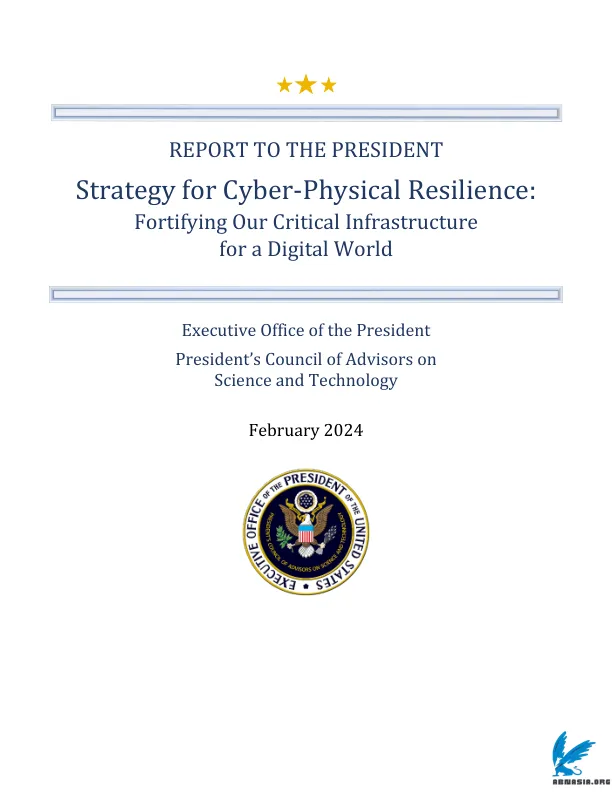 REPORT TO THE PRESIDENT
Strategy for Cyber-Physical Resilience:
Fortifying Our Critical Infrastructure
for a Digital World
Executive Office of the President
President’s Council of Advisors on
Science and Technology
February 2024
EXECUTIVE OFFICE OF THE PRESIDENT OF THE UNITED STATES
PRESIDENT'S COUNCIL OF ADVISORS ON SCIENCE AND TECHNOLOGY
ABNASIA.ORG